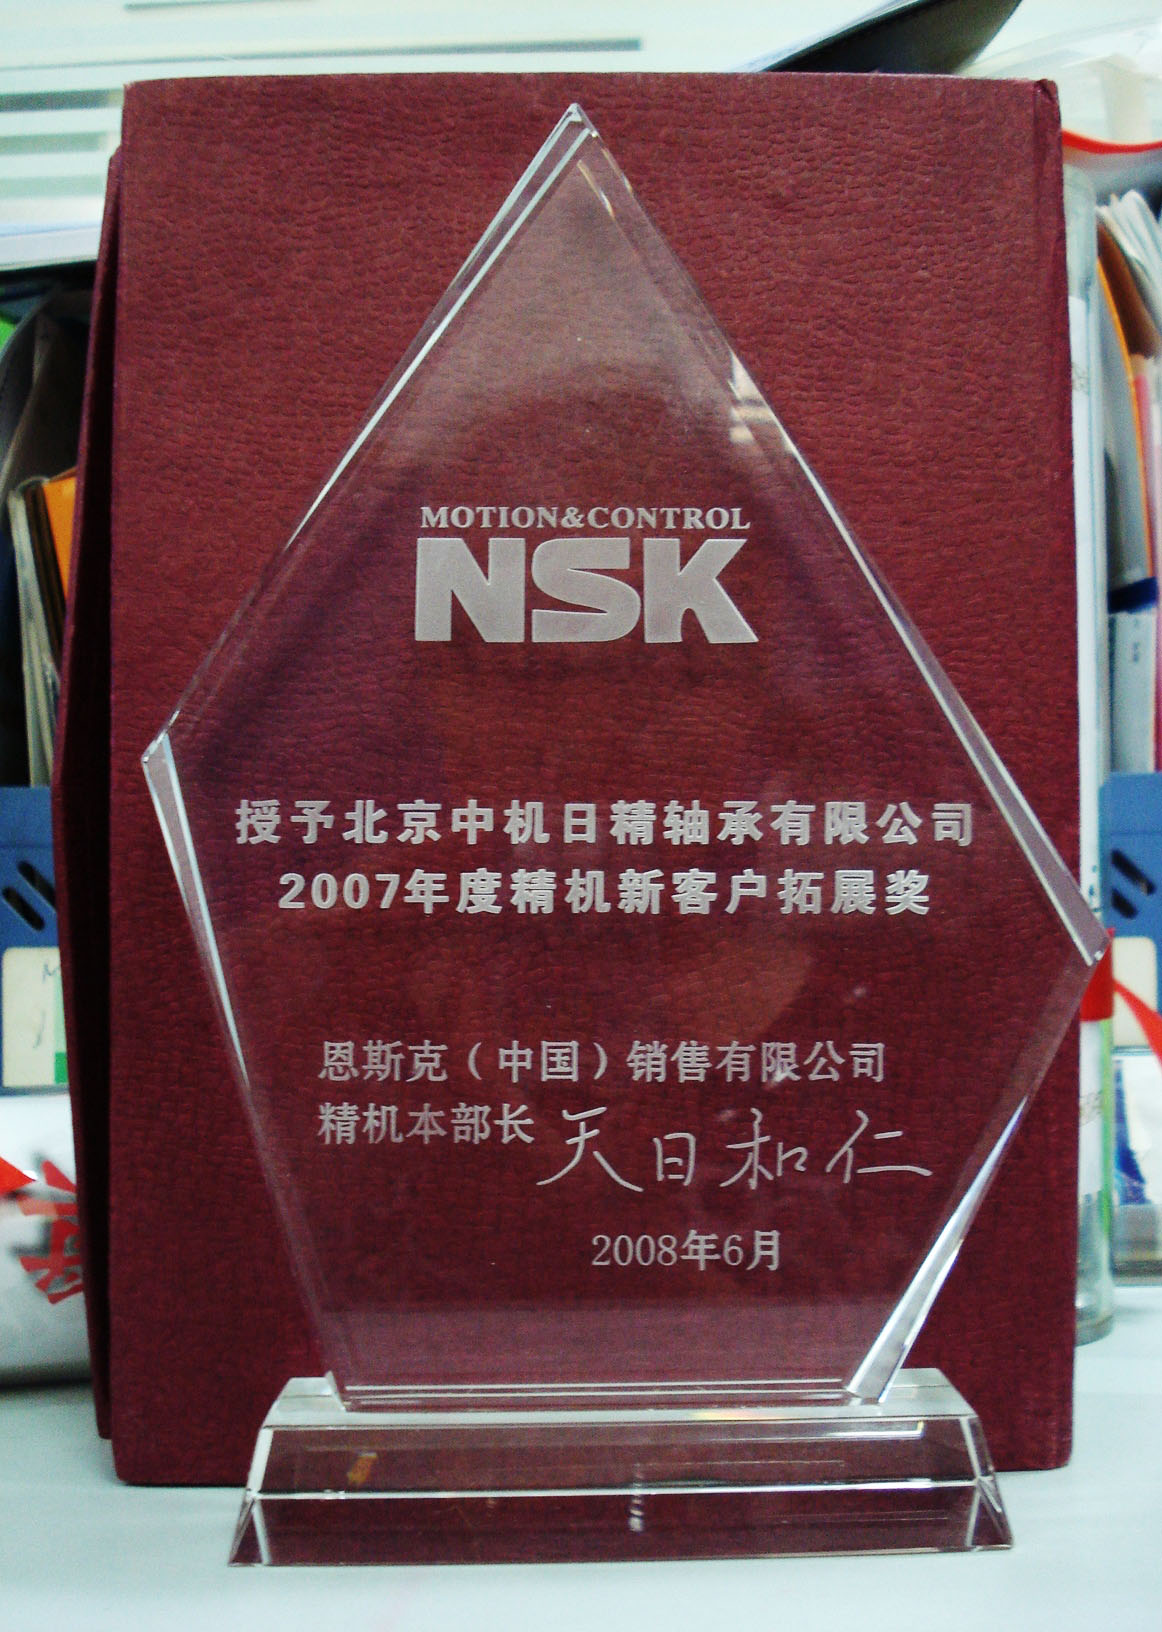 MOTION&CONTROL
NSK
授予北京中机日精轴承有限公司
2007年度精机新客户拓展奖
恩斯克（中国）销售有限公司
精机本部长 天日和仁
2008年6月